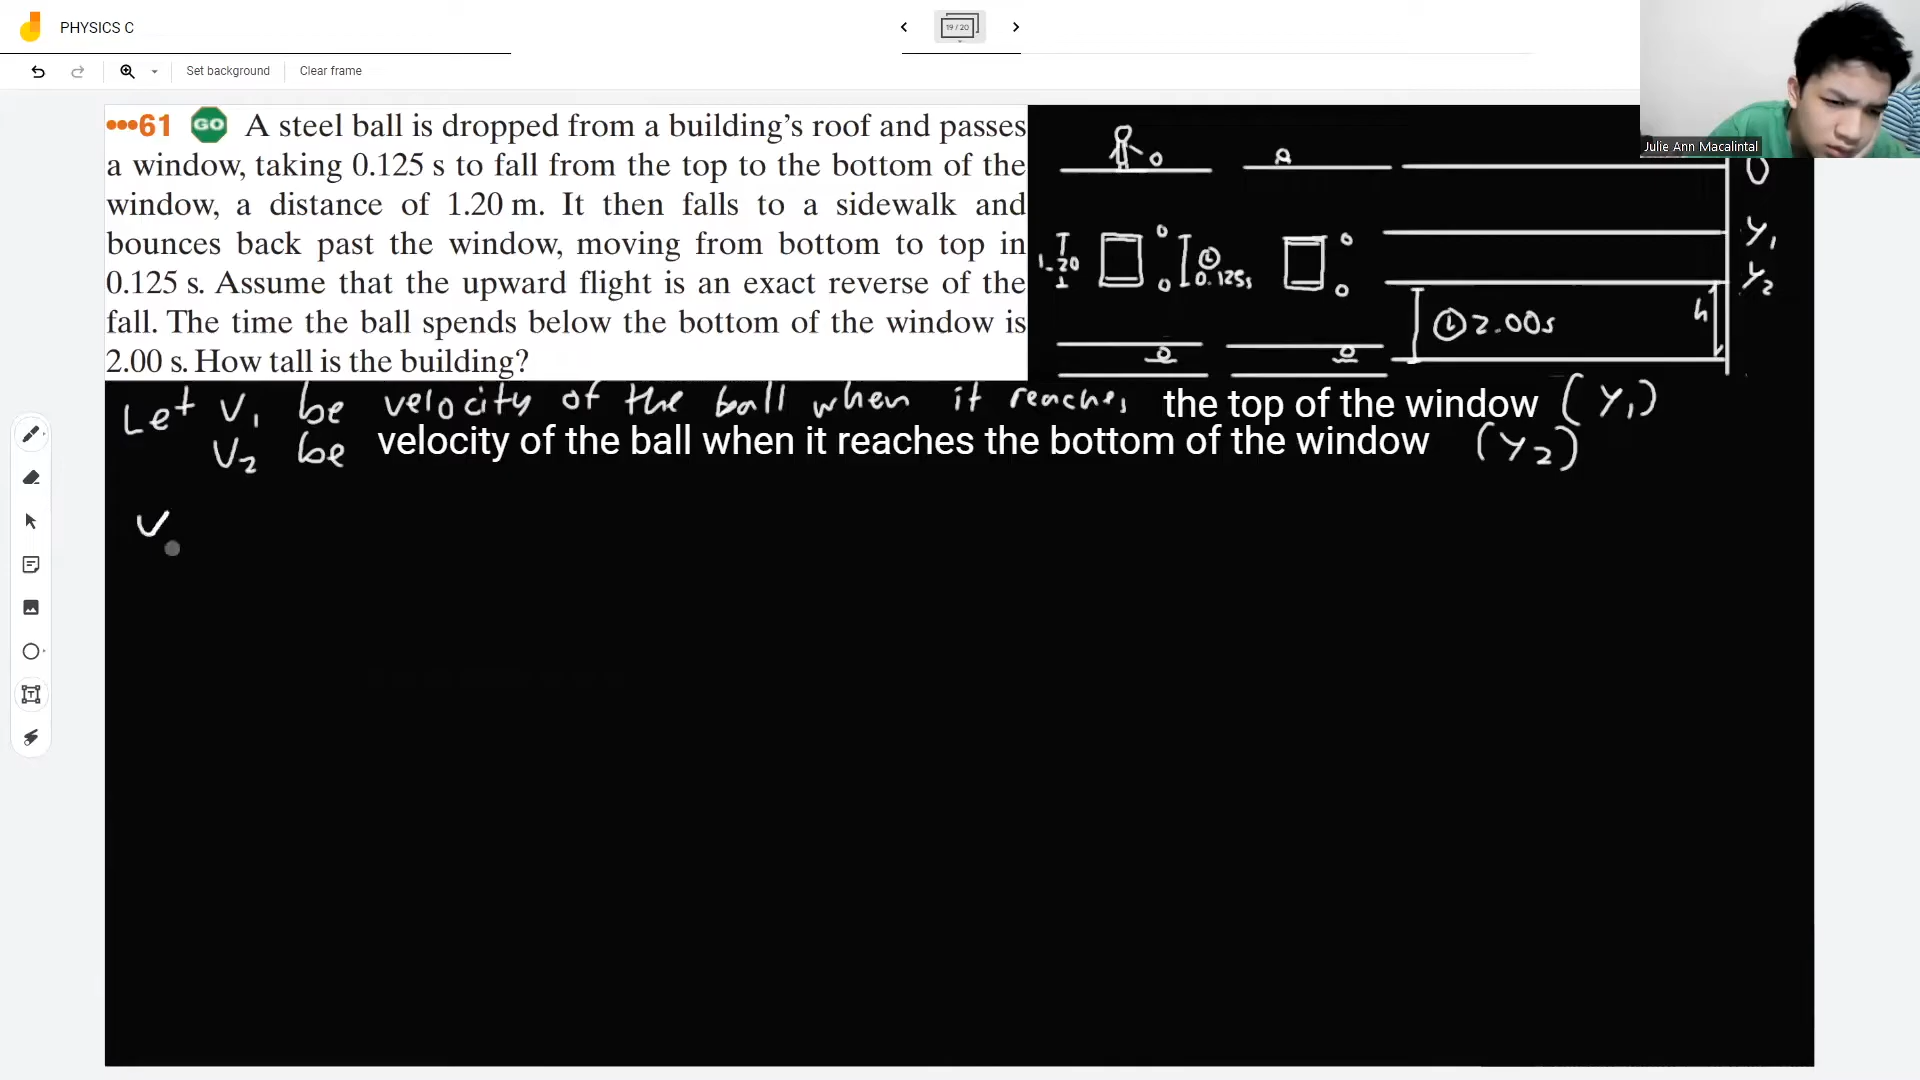 PHYSICS C
19 / 20
Set background
Clear frame
Julie Ann Macalintal
•••61 GO A steel ball is dropped from a building’s roof and passes
a window, taking 0.125 s to fall from the top to the bottom of the
window, a distance of 1.20 m. It then falls to a sidewalk and
bounces back past the window, moving from bottom to top in
0.125 s. Assume that the upward flight is an exact reverse of the
fall. The time the ball spends below the bottom of the window is
2.00 s. How tall is the building?
0
Y₁
1.20
0.125s
Y₂
t 2.00s
h
Let V₁ be velocity of the ball when it reaches the top of the window (Y₁)
V₂ be velocity of the ball when it reaches the bottom of the window (Y₂)
V